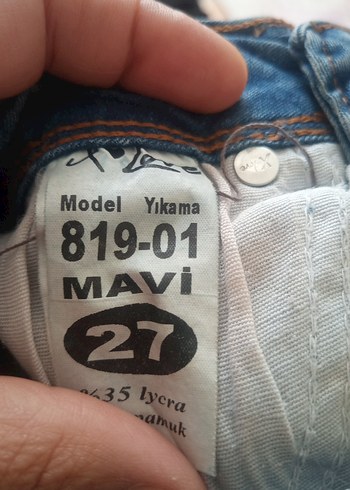 Model Yıkama
819-01
MAVİ
27
%35 lycra
pamuk